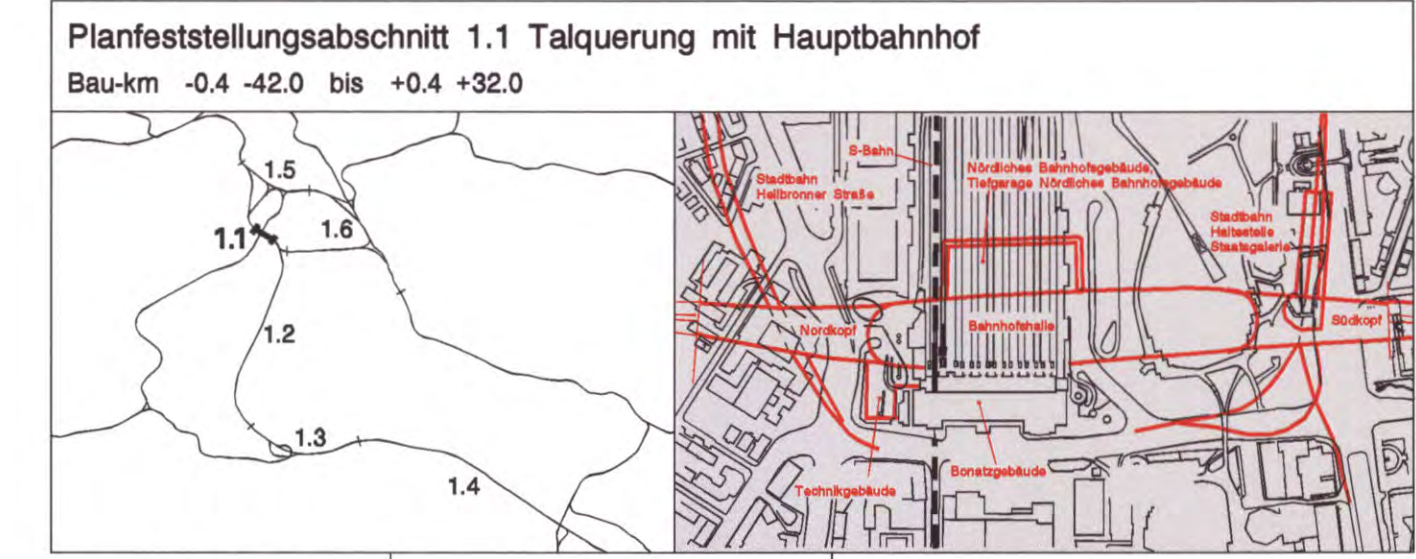 Planfeststellungsabschnitt 1.1 Talquerung mit Hauptbahnhof
Bau-km -0.4 -42.0 bis +0.4 +32.0
1.5
1.1
1.6
1.2
1.3
1.4
S-Bahn
Stadtbahn
Heilbronner Straße
Nördliches Bahnhofsgebäude,
Tiefgarage Nördliches Bahnhofsgebäude
Stadtbahn
Haltestelle
Staatsgalerie
Nordkopf
Bahnhofshalle
Südkopf
Technikgebäude
Bonatzgebäude